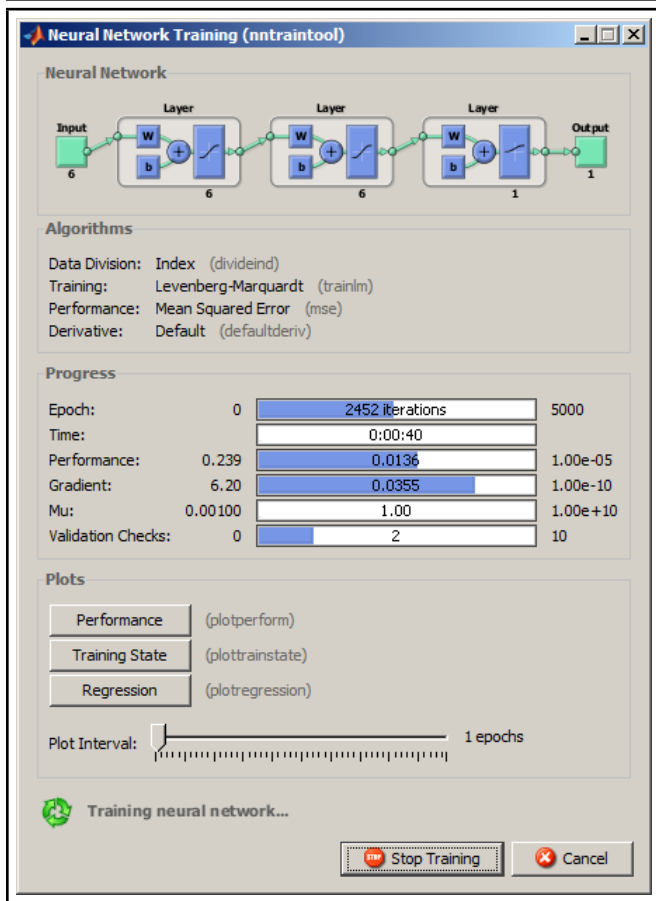 Neural Network Training (nntraintool)
Neural Network
Layer Layer Layer
Input Output
W W W
b b b
6 6 6 1 1
Algorithms
Data Division: Index (divideind)
Training: Levenberg-Marquardt (trainlm)
Performance: Mean Squared Error (mse)
Derivative: Default (defaultderiv)
Progress
Epoch: 0 2452 iterations 5000
Time: 0:00:40
Performance: 0.239 0.0136 1.00e-05
Gradient: 6.20 0.0355 1.00e-10
Mu: 0.00100 1.00 1.00e+10
Validation Checks: 0 2 10
Plots
Performance (plotperform)
Training State (plottrainstate)
Regression (plotregression)
Plot Interval: 1 epochs
Training neural network...
STOP Stop Training Cancel